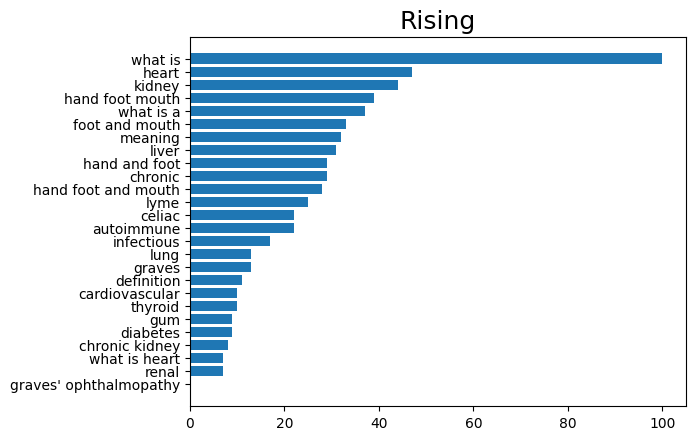 Rising
what is
heart
kidney
hand foot mouth
what is a
foot and mouth
meaning
liver
hand and foot
chronic
hand foot and mouth
lyme
celiac
autoimmune
infectious
lung
graves
definition
cardiovascular
thyroid
gum
diabetes
chronic kidney
what is heart
renal
graves' ophthalmopathy
0 20 40 60 80 100